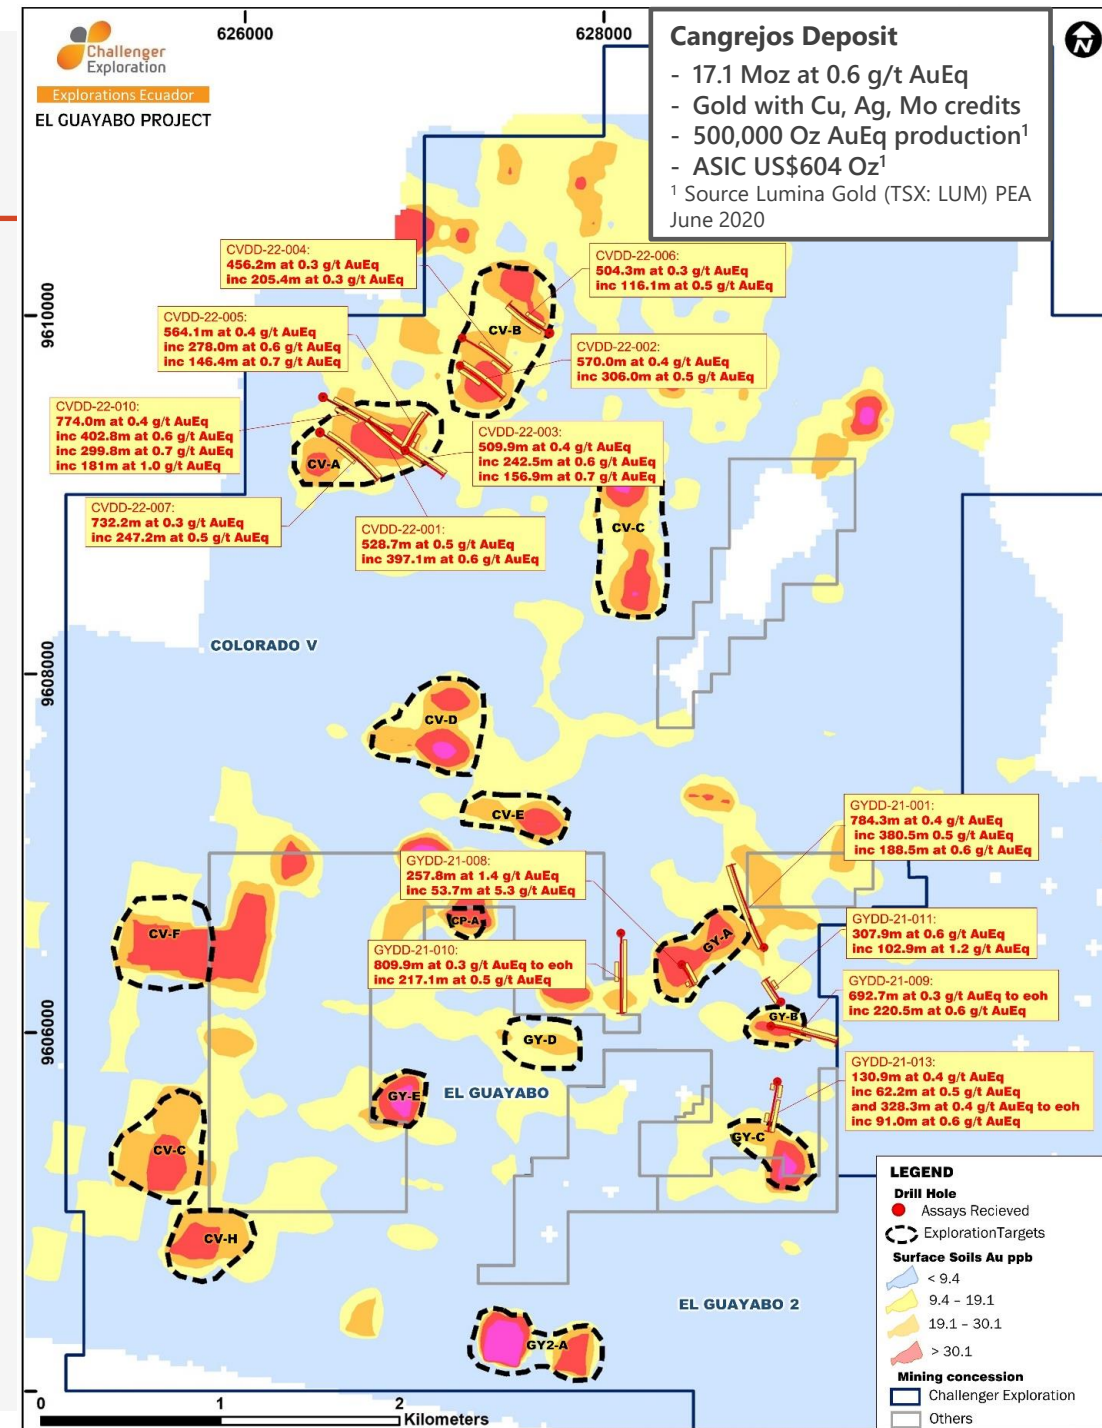 626000
628000
Challenger
Exploration
Explorations Ecuador
EL GUAYABO PROJECT
Cangrejos Deposit
- 17.1 Moz at 0.6 g/t AuEq
- Gold with Cu, Ag, Mo credits
- 500,000 Oz AuEq production¹
- ASIC US$604 Oz¹
¹ Source Lumina Gold (TSX: LUM) PEA
June 2020
N
9610000
9608000
9606000
CVDD-22-004:
456.2m at 0.3 g/t AuEq
inc 205.4m at 0.3 g/t AuEq
CVDD-22-006:
504.3m at 0.3 g/t AuEq
inc 116.1m at 0.5 g/t AuEq
CVDD-22-005:
564.1m at 0.4 g/t AuEq
inc 278.0m at 0.6 g/t AuEq
inc 146.4m at 0.7 g/t AuEq
CV-B
CVDD-22-002:
570.0m at 0.4 g/t AuEq
inc 306.0m at 0.5 g/t AuEq
CVDD-22-010:
774.0m at 0.4 g/t AuEq
inc 402.8m at 0.6 g/t AuEq
inc 299.8m at 0.7 g/t AuEq
inc 181m at 1.0 g/t AuEq
CV-A
CVDD-22-003:
509.9m at 0.4 g/t AuEq
inc 242.5m at 0.6 g/t AuEq
inc 156.9m at 0.7 g/t AuEq
CVDD-22-007:
732.2m at 0.3 g/t AuEq
inc 247.2m at 0.5 g/t AuEq
CVDD-22-001:
528.7m at 0.5 g/t AuEq
inc 397.1m at 0.6 g/t AuEq
CV-C
COLORADO V
CV-D
CV-E
GYDD-21-001:
784.3m at 0.4 g/t AuEq
inc 380.5m 0.5 g/t AuEq
inc 188.5m at 0.6 g/t AuEq
GYDD-21-008:
257.8m at 1.4 g/t AuEq
inc 53.7m at 5.3 g/t AuEq
CP-A
CV-F
GY-A
GYDD-21-011:
307.9m at 0.6 g/t AuEq
inc 102.9m at 1.2 g/t AuEq
GYDD-21-010:
809.9m at 0.3 g/t AuEq to eoh
inc 217.1m at 0.5 g/t AuEq
GYDD-21-009:
692.7m at 0.3 g/t AuEq to eoh
inc 220.5m at 0.6 g/t AuEq
GY-B
GY-D
GYDD-21-013:
130.9m at 0.4 g/t AuEq
inc 62.2m at 0.5 g/t AuEq
and 328.3m at 0.4 g/t AuEq to eoh
inc 91.0m at 0.6 g/t AuEq
GY-E
EL GUAYABO
GY-C
CV-C
CV-H
EL GUAYABO 2
GY2-A
LEGEND
Drill Hole
Assays Recieved
ExplorationTargets
Surface Soils Au ppb
< 9.4
9.4 – 19.1
19.1 – 30.1
> 30.1
Mining concession
Challenger Exploration
Others
0
1
2
Kilometers